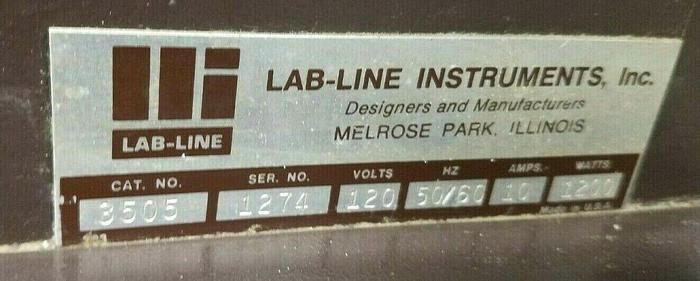 LAB-LINE INSTRUMENTS, Inc.
Designers and Manufacturers
MELROSE PARK, ILLINOIS
LAB-LINE
CAT. NO. SER. NO. VOLTS HZ AMPS. WATTS
3505 1274 120 50/60 10 1200
Made in U.S.A.